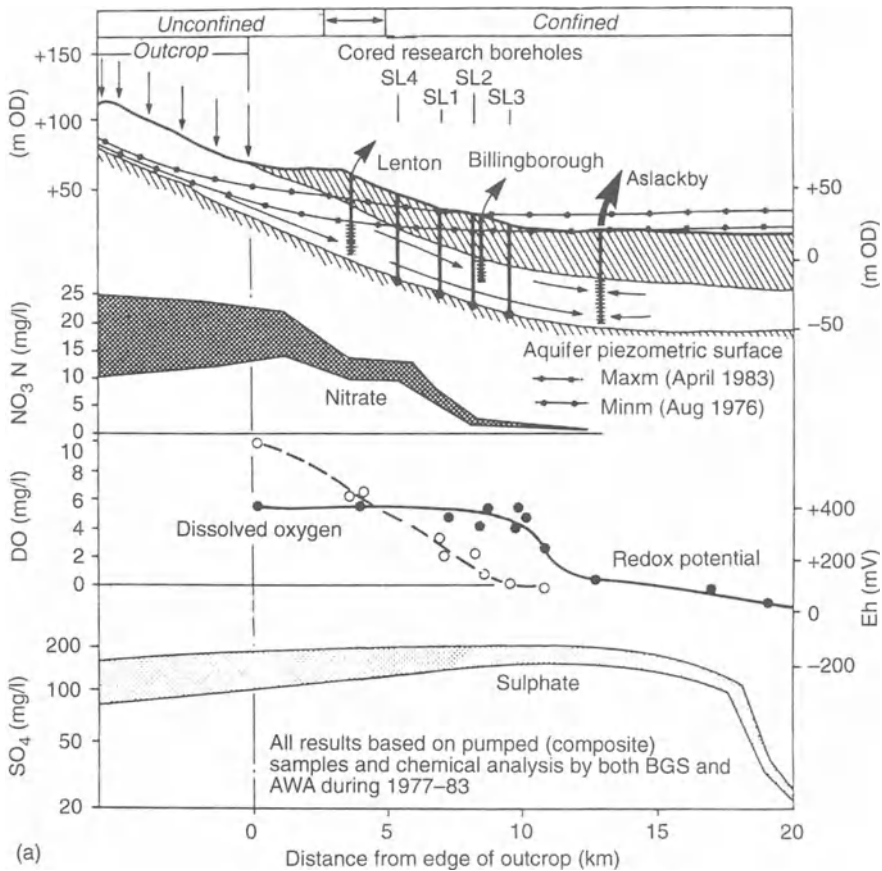 Unconfined
Confined
Outcrop
Cored research boreholes
SL4
SL2
SL1
SL3
+150
+100
+50
(m OD)
Lenton
Billingborough
Aslackby
+50
0
−50
(m OD)
Aquifer piezometric surface
Maxm (April 1983)
Minm (Aug 1976)
25
20
15
10
5
0
NO3 N (mg/l)
Nitrate
10
8
6
4
2
0
DO (mg/l)
Dissolved oxygen
Redox potential
+400
+200
0
−200
Eh (mV)
200
100
50
20
SO4 (mg/l)
Sulphate
All results based on pumped (composite)
samples and chemical analysis by both BGS and
AWA during 1977–83
0 5 10 15 20
Distance from edge of outcrop (km)
(a)